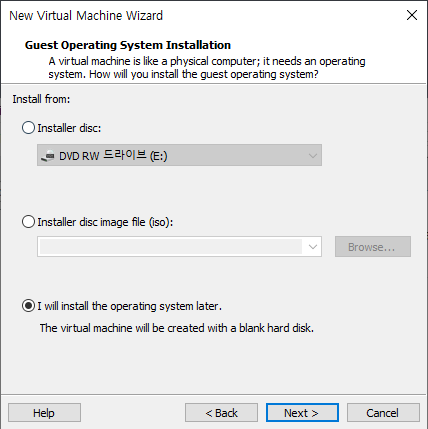 New Virtual Machine Wizard
Guest Operating System Installation
A virtual machine is like a physical computer; it needs an operating
system. How will you install the guest operating system?
Install from:
Installer disc:
DVD RW 드라이브 (E:)
Installer disc image file (iso):
Browse...
I will install the operating system later.
The virtual machine will be created with a blank hard disk.
Help
< Back
Next >
Cancel